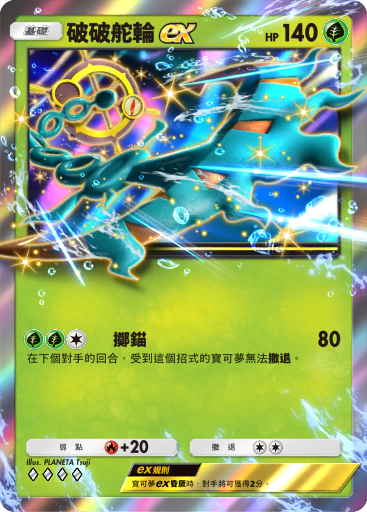 基礎 破破舵輪ex HP 140
擲錨 80
在下個對手的回合，受到這個招式的寶可夢無法撤退。
弱點 +20 撤退
Illus. PLANETA Tsuji
ex規則
寶可夢ex昏厥時，對手將可獲得2分。